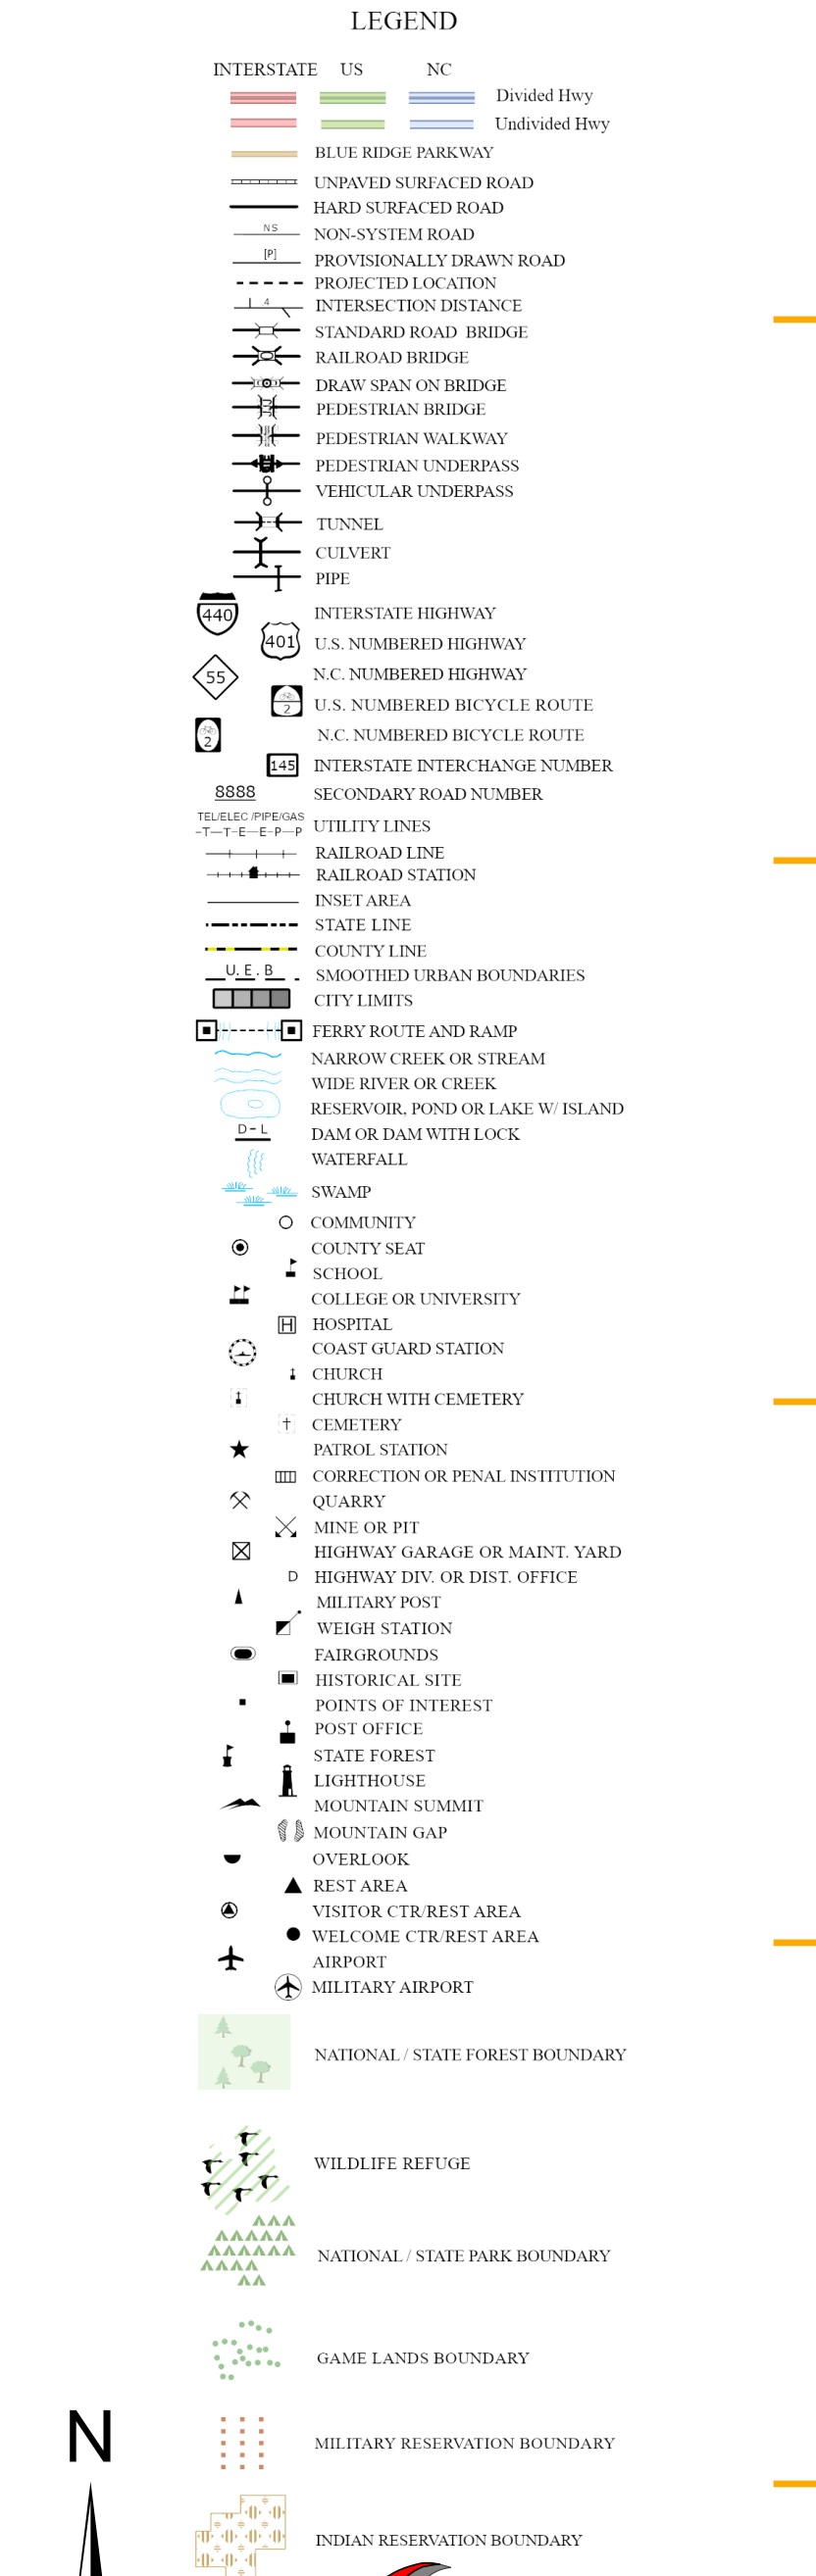 LEGEND
INTERSTATE US NC
Divided Hwy
Undivided Hwy
BLUE RIDGE PARKWAY
UNPAVED SURFACED ROAD
HARD SURFACED ROAD
NS
NON-SYSTEM ROAD
[P]
PROVISIONALLY DRAWN ROAD
PROJECTED LOCATION
.4
INTERSECTION DISTANCE
STANDARD ROAD BRIDGE
RAILROAD BRIDGE
DRAW SPAN ON BRIDGE
PEDESTRIAN BRIDGE
PEDESTRIAN WALKWAY
PEDESTRIAN UNDERPASS
VEHICULAR UNDERPASS
TUNNEL
CULVERT
PIPE
440 INTERSTATE HIGHWAY
401 U.S. NUMBERED HIGHWAY
55 N.C. NUMBERED HIGHWAY
2 U.S. NUMBERED BICYCLE ROUTE
2 N.C. NUMBERED BICYCLE ROUTE
145 INTERSTATE INTERCHANGE NUMBER
8888 SECONDARY ROAD NUMBER
TEL/ELEC /PIPE/GAS
-T—T-E—E-P—P UTILITY LINES
RAILROAD LINE
RAILROAD STATION
INSET AREA
STATE LINE
COUNTY LINE
U. E. B
SMOOTHED URBAN BOUNDARIES
CITY LIMITS
FERRY ROUTE AND RAMP
NARROW CREEK OR STREAM
WIDE RIVER OR CREEK
RESERVOIR, POND OR LAKE W/ ISLAND
D-L DAM OR DAM WITH LOCK
WATERFALL
SWAMP
COMMUNITY
COUNTY SEAT
SCHOOL
COLLEGE OR UNIVERSITY
H HOSPITAL
COAST GUARD STATION
CHURCH
CHURCH WITH CEMETERY
CEMETERY
PATROL STATION
CORRECTION OR PENAL INSTITUTION
QUARRY
MINE OR PIT
HIGHWAY GARAGE OR MAINT. YARD
D HIGHWAY DIV. OR DIST. OFFICE
MILITARY POST
WEIGH STATION
FAIRGROUNDS
HISTORICAL SITE
POINTS OF INTEREST
POST OFFICE
STATE FOREST
LIGHTHOUSE
MOUNTAIN SUMMIT
MOUNTAIN GAP
OVERLOOK
REST AREA
VISITOR CTR/REST AREA
WELCOME CTR/REST AREA
AIRPORT
MILITARY AIRPORT
NATIONAL / STATE FOREST BOUNDARY
WILDLIFE REFUGE
NATIONAL / STATE PARK BOUNDARY
GAME LANDS BOUNDARY
N
MILITARY RESERVATION BOUNDARY
INDIAN RESERVATION BOUNDARY